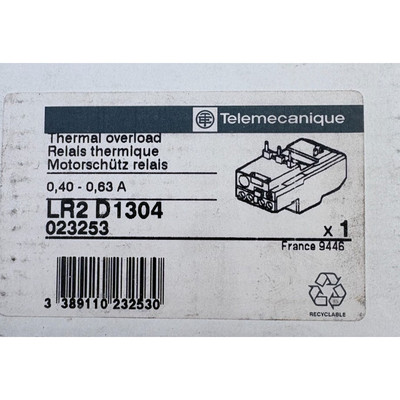 Telemecanique
Thermal overload
Relais thermique
Motorschütz relais
0,40 - 0,63 A
LR2 D1304
023253
x 1
France 9446
3 389110 232530
RECYCLABLE